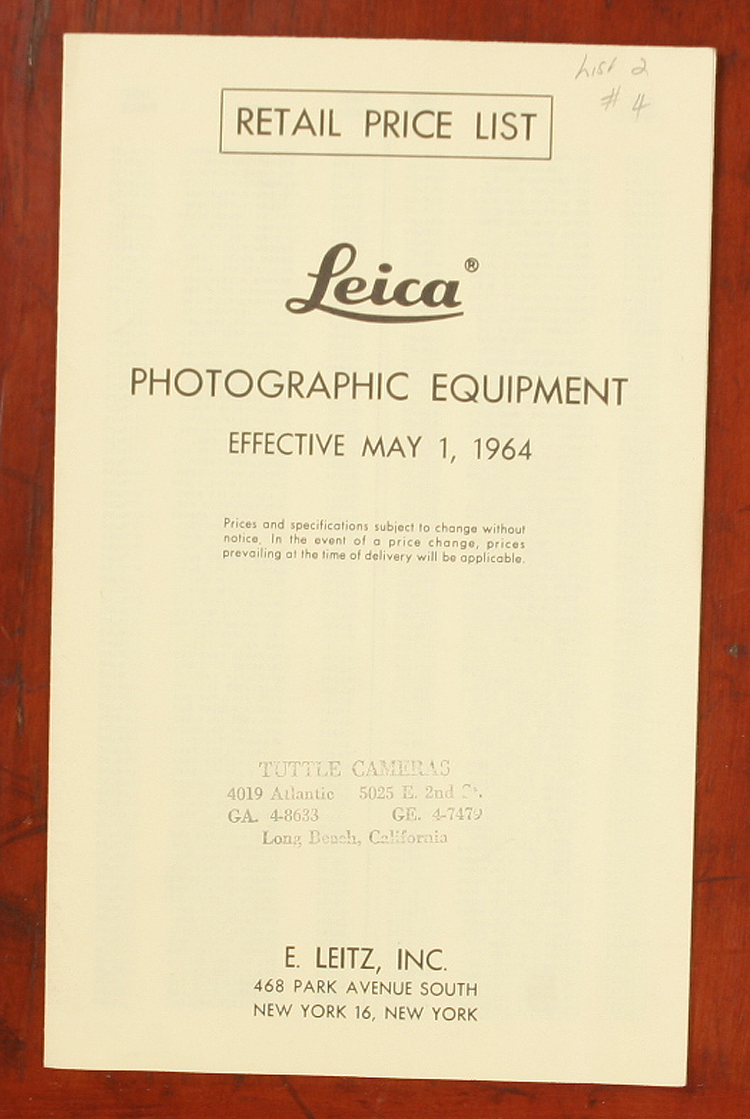 List 2
# 4
RETAIL PRICE LIST
Leica®
PHOTOGRAPHIC EQUIPMENT
EFFECTIVE MAY 1, 1964
Prices and specifications subject to change without
notice. In the event of a price change, prices
prevailing at the time of delivery will be applicable.
TUTTLE CAMERAS
4019 Atlantic 5025 E. 2nd St.
GA. 4-8633 GE. 4-7479
Long Beach, California
E. LEITZ, INC.
468 PARK AVENUE SOUTH
NEW YORK 16, NEW YORK